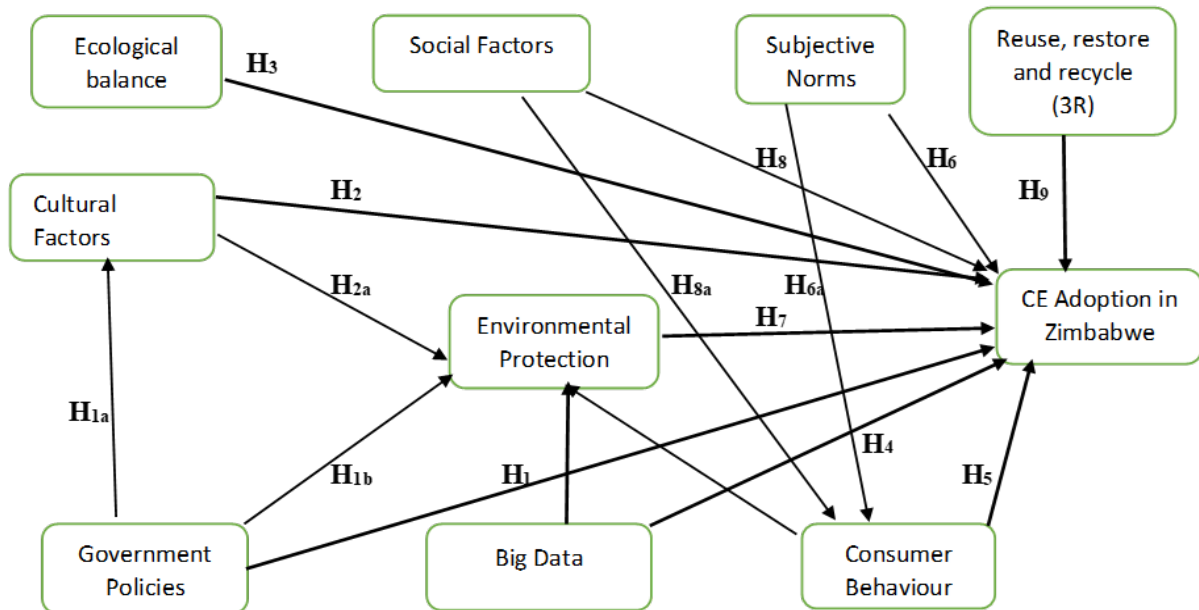 Ecological
balance
Social Factors
Subjective
Norms
Reuse, restore
and recycle
(3R)
H3
H8
H6
H9
H2
Cultural
Factors
H2a
H8a
H6a
CE Adoption in
Zimbabwe
Environmental
Protection
H7
H1a
H1b
H1
H4
H5
Government
Policies
Big Data
Consumer
Behaviour